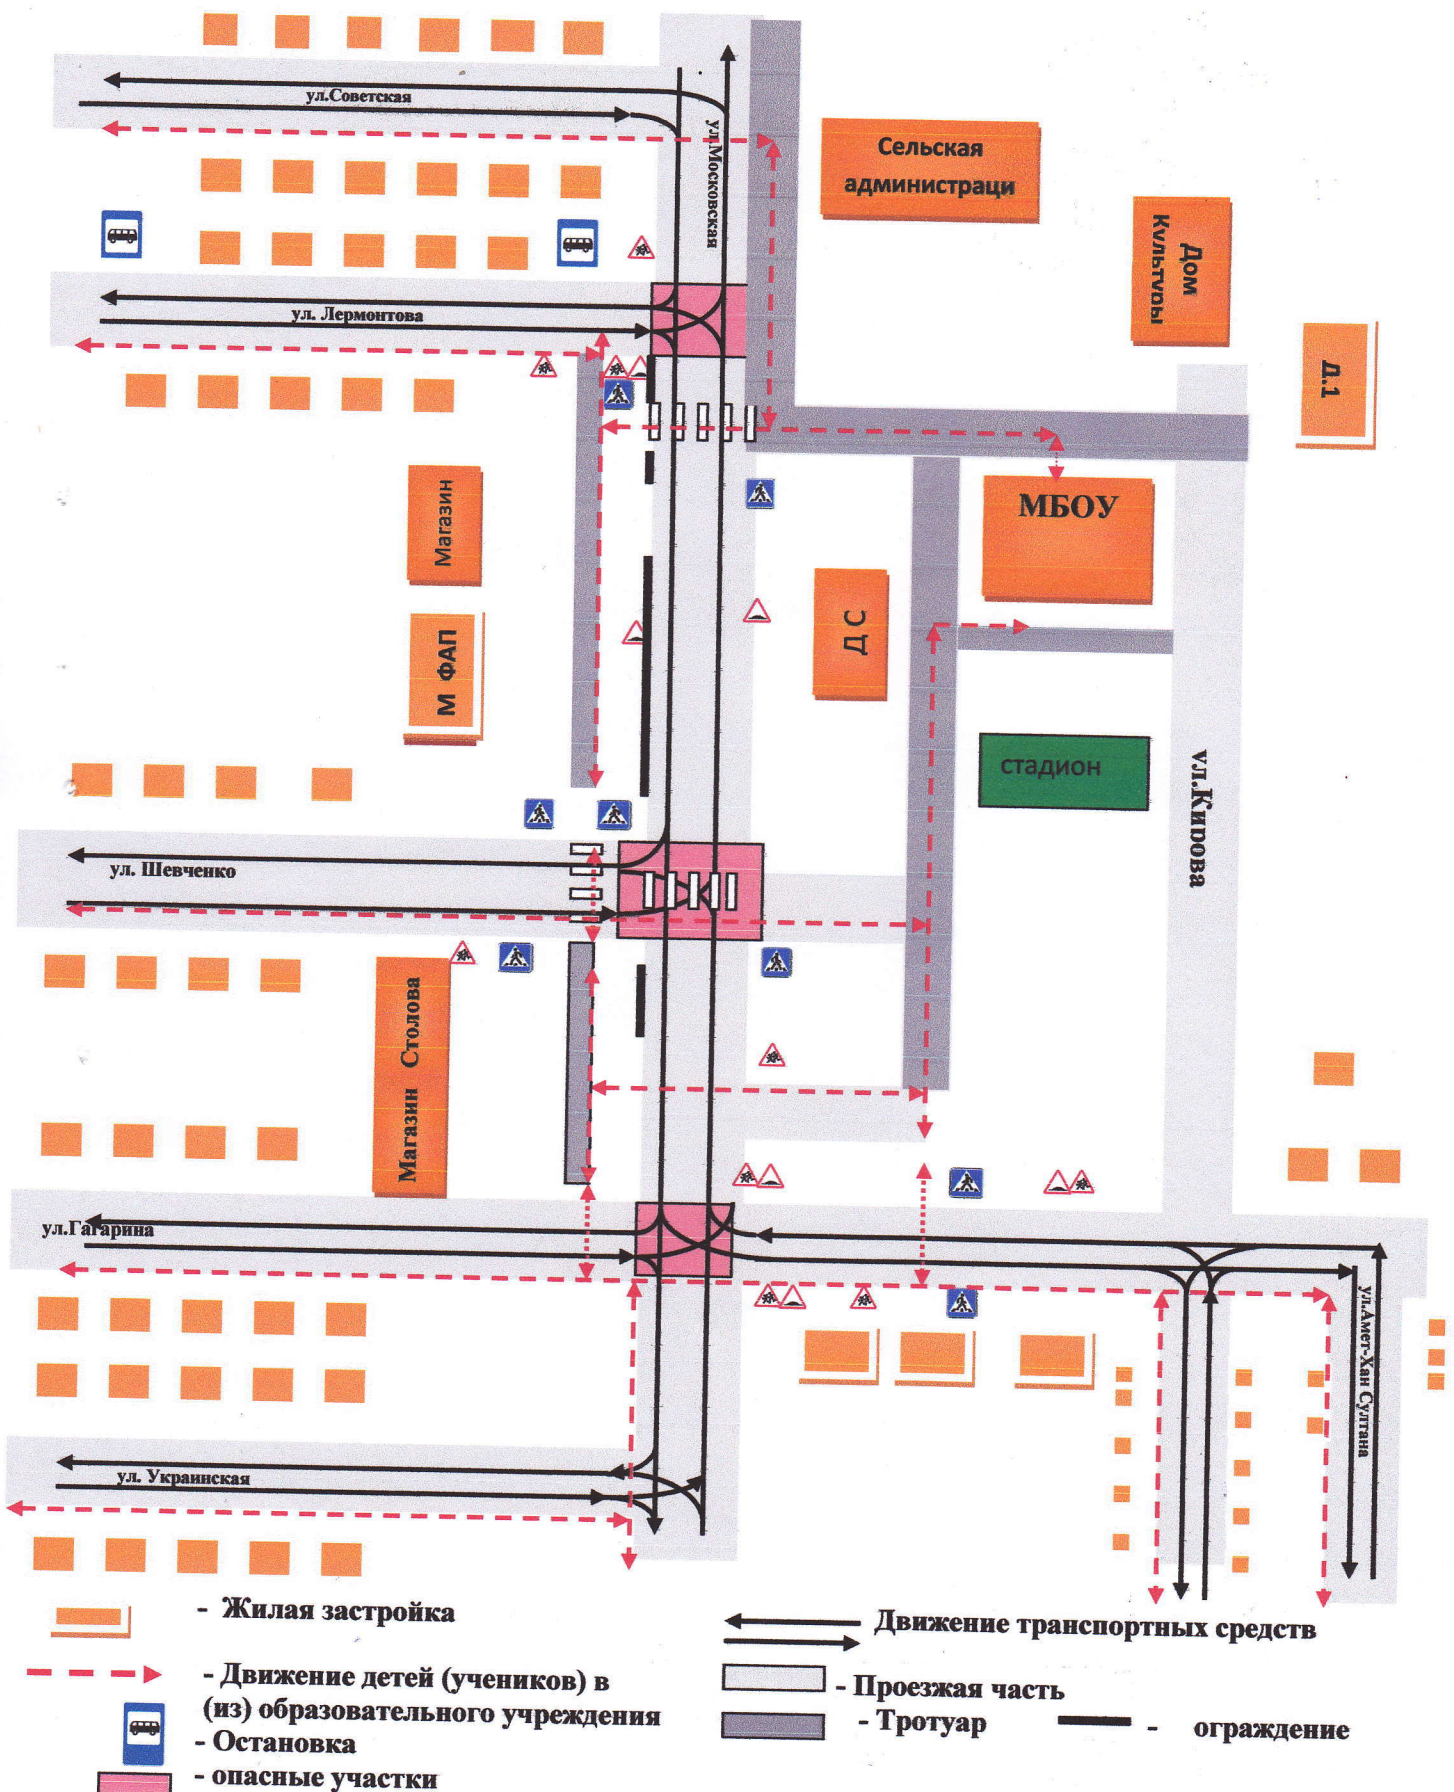 ул.Советская
ул.Московская
Сельская
администраци
Дом
Культуры
ул. Лермонтова
Д.1
Магазин
МБОУ
М ФАП
Д С
стадион
ул.Кирова
ул. Шевченко
Магазин Столова
ул.Гагарина
ул.Амет-Хан Султана
ул. Украинская
- Жилая застройка
- Движение детей (учеников) в
(из) образовательного учреждения
- Остановка
- опасные участки
Движение транспортных средств
- Проезжая часть
- Тротуар
- ограждение